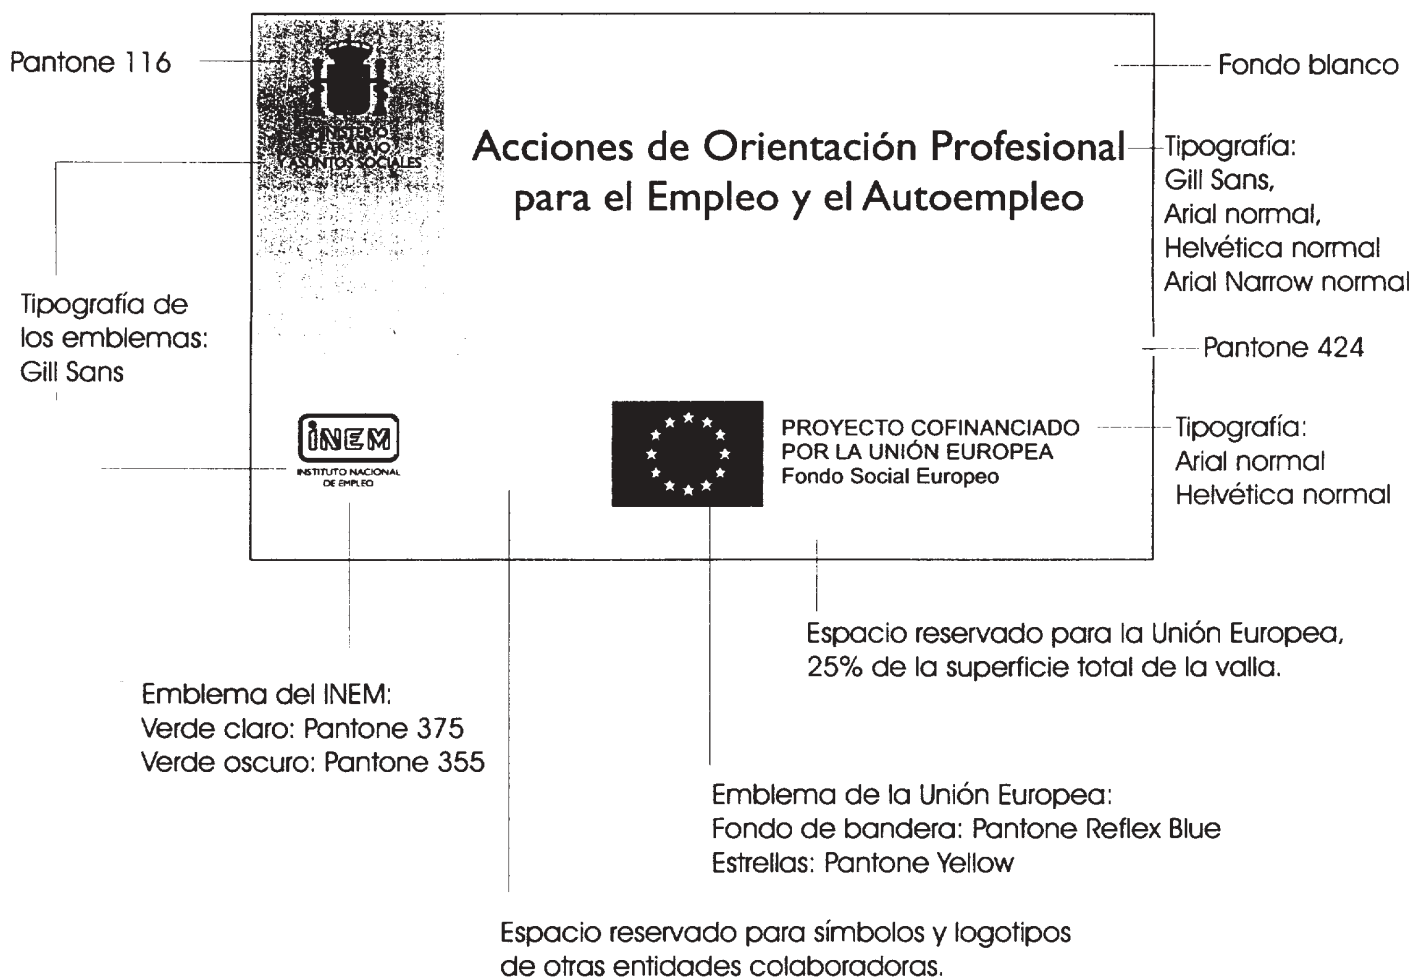 Pantone 116
Fondo blanco
MINISTERIO
DE TRABAJO
Y ASUNTOS SOCIALES
Acciones de Orientación Profesional
para el Empleo y el Autoempleo
Tipografía:
Gill Sans,
Arial normal,
Helvética normal
Arial Narrow normal
Tipografía de
los emblemas:
Gill Sans
Pantone 424
INEM
INSTITUTO NACIONAL
DE EMPLEO
PROYECTO COFINANCIADO
POR LA UNIÓN EUROPEA
Fondo Social Europeo
Tipografía:
Arial normal
Helvética normal
Espacio reservado para la Unión Europea,
25% de la superficie total de la valla.
Emblema del INEM:
Verde claro: Pantone 375
Verde oscuro: Pantone 355
Emblema de la Unión Europea:
Fondo de bandera: Pantone Reflex Blue
Estrellas: Pantone Yellow
Espacio reservado para símbolos y logotipos
de otras entidades colaboradoras.